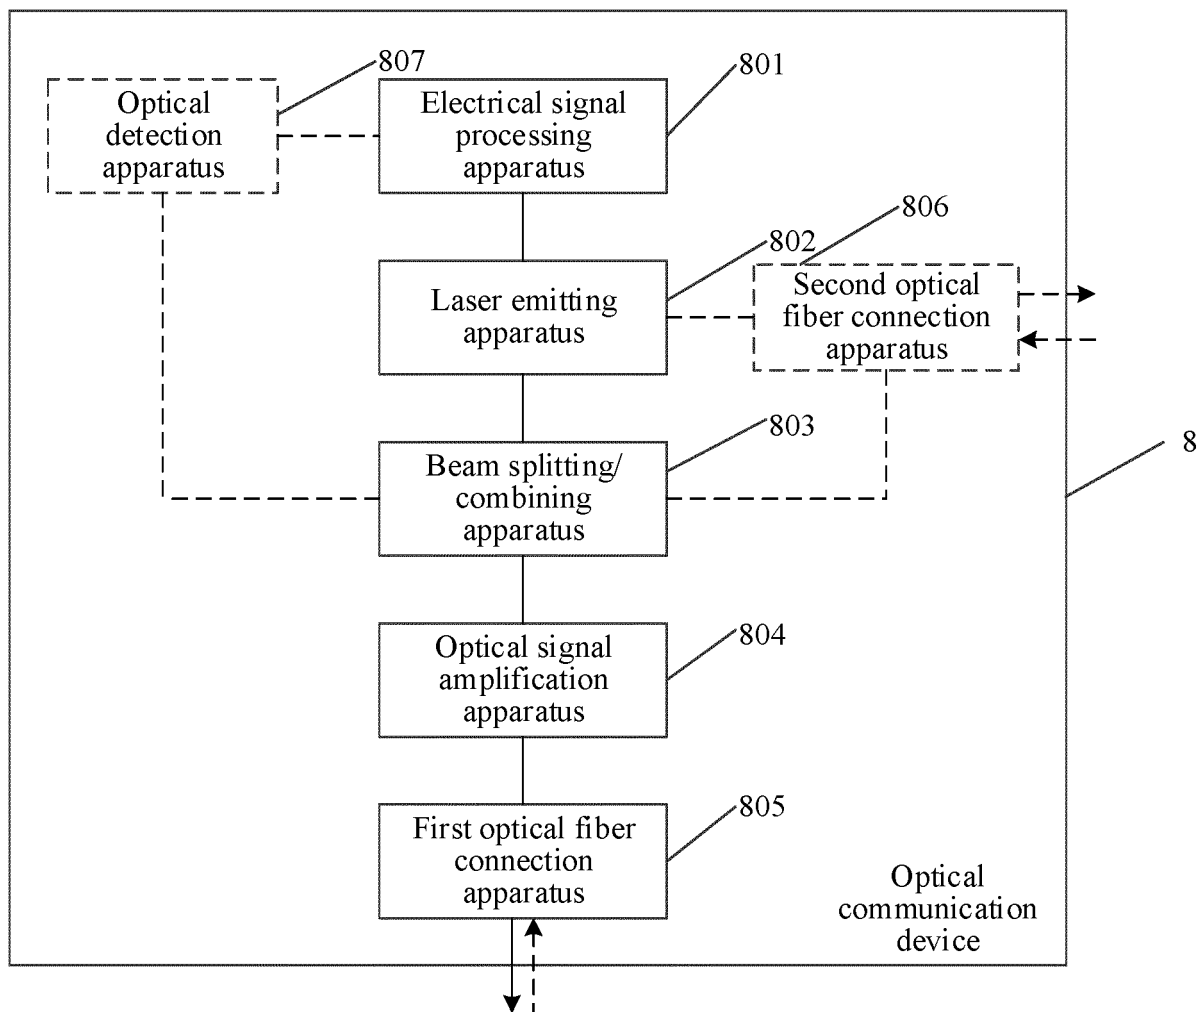 807
801
Optical
detection
apparatus
Electrical signal
processing
apparatus
806
802
Laser emitting
apparatus
Second optical
fiber connection
apparatus
803
8
Beam splitting/
combining
apparatus
804
Optical signal
amplification
apparatus
805
First optical fiber
connection
apparatus
Optical
communication
device